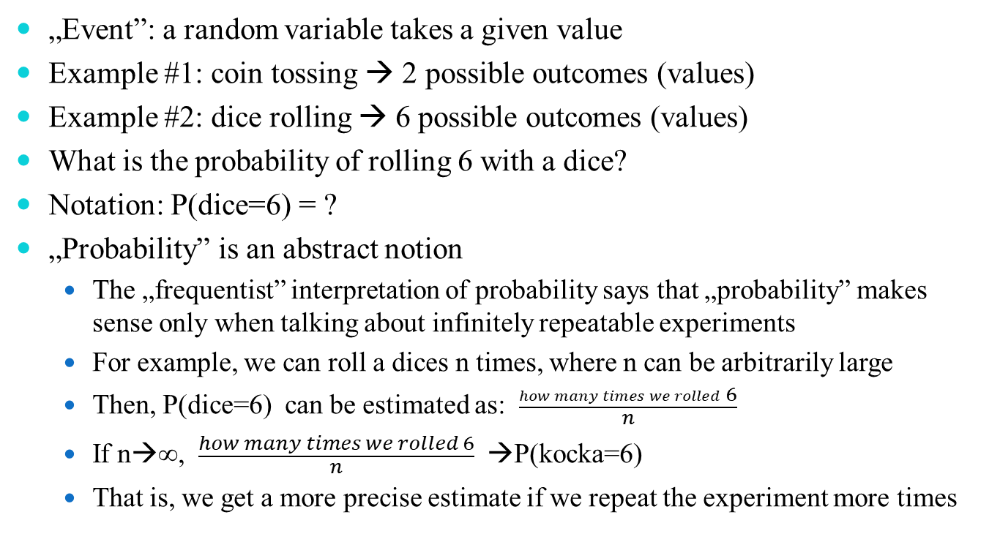 • „Event”: a random variable takes a given value
• Example #1: coin tossing → 2 possible outcomes (values)
• Example #2: dice rolling → 6 possible outcomes (values)
• What is the probability of rolling 6 with a dice?
• Notation: P(dice=6) = ?
• „Probability” is an abstract notion
• The „frequentist” interpretation of probability says that „probability” makes
sense only when talking about infinitely repeatable experiments
• For example, we can roll a dices n times, where n can be arbitrarily large
• Then, P(dice=6) can be estimated as: how many times we rolled 6 / n
• If n→∞, how many times we rolled 6 / n →P(kocka=6)
• That is, we get a more precise estimate if we repeat the experiment more times